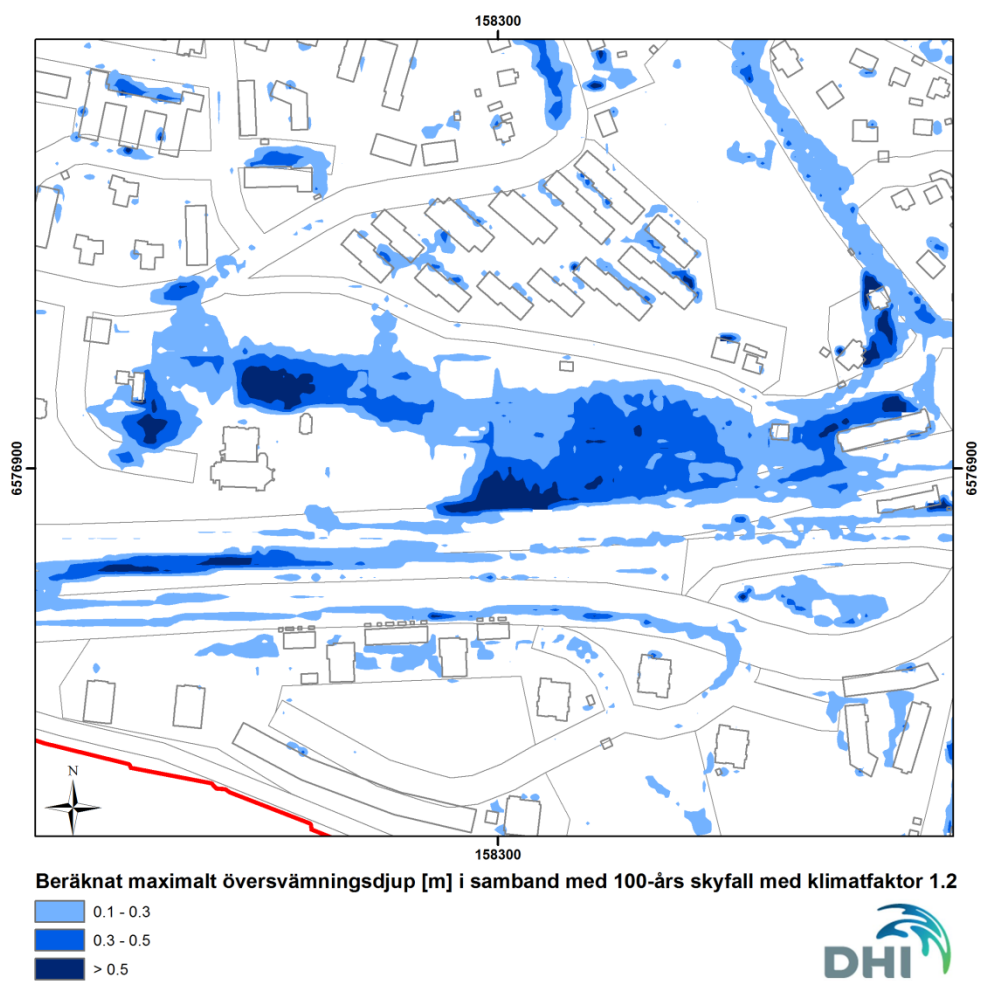 158300
6576900
6576900
N
158300
Beräknat maximalt översvämningsdjup [m] i samband med 100-års skyfall med klimatfaktor 1.2
0.1 - 0.3
0.3 - 0.5
> 0.5
DHI